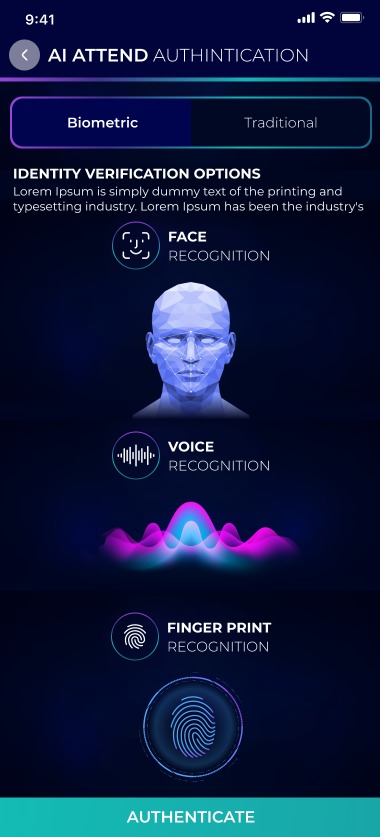 9:41
AI ATTEND AUTHINTICATION
Biometric
Traditional
IDENTITY VERIFICATION OPTIONS
Lorem Ipsum is simply dummy text of the printing and
typesetting industry. Lorem Ipsum has been the industry's
FACE
RECOGNITION
VOICE
RECOGNITION
FINGER PRINT
RECOGNITION
AUTHENTICATE